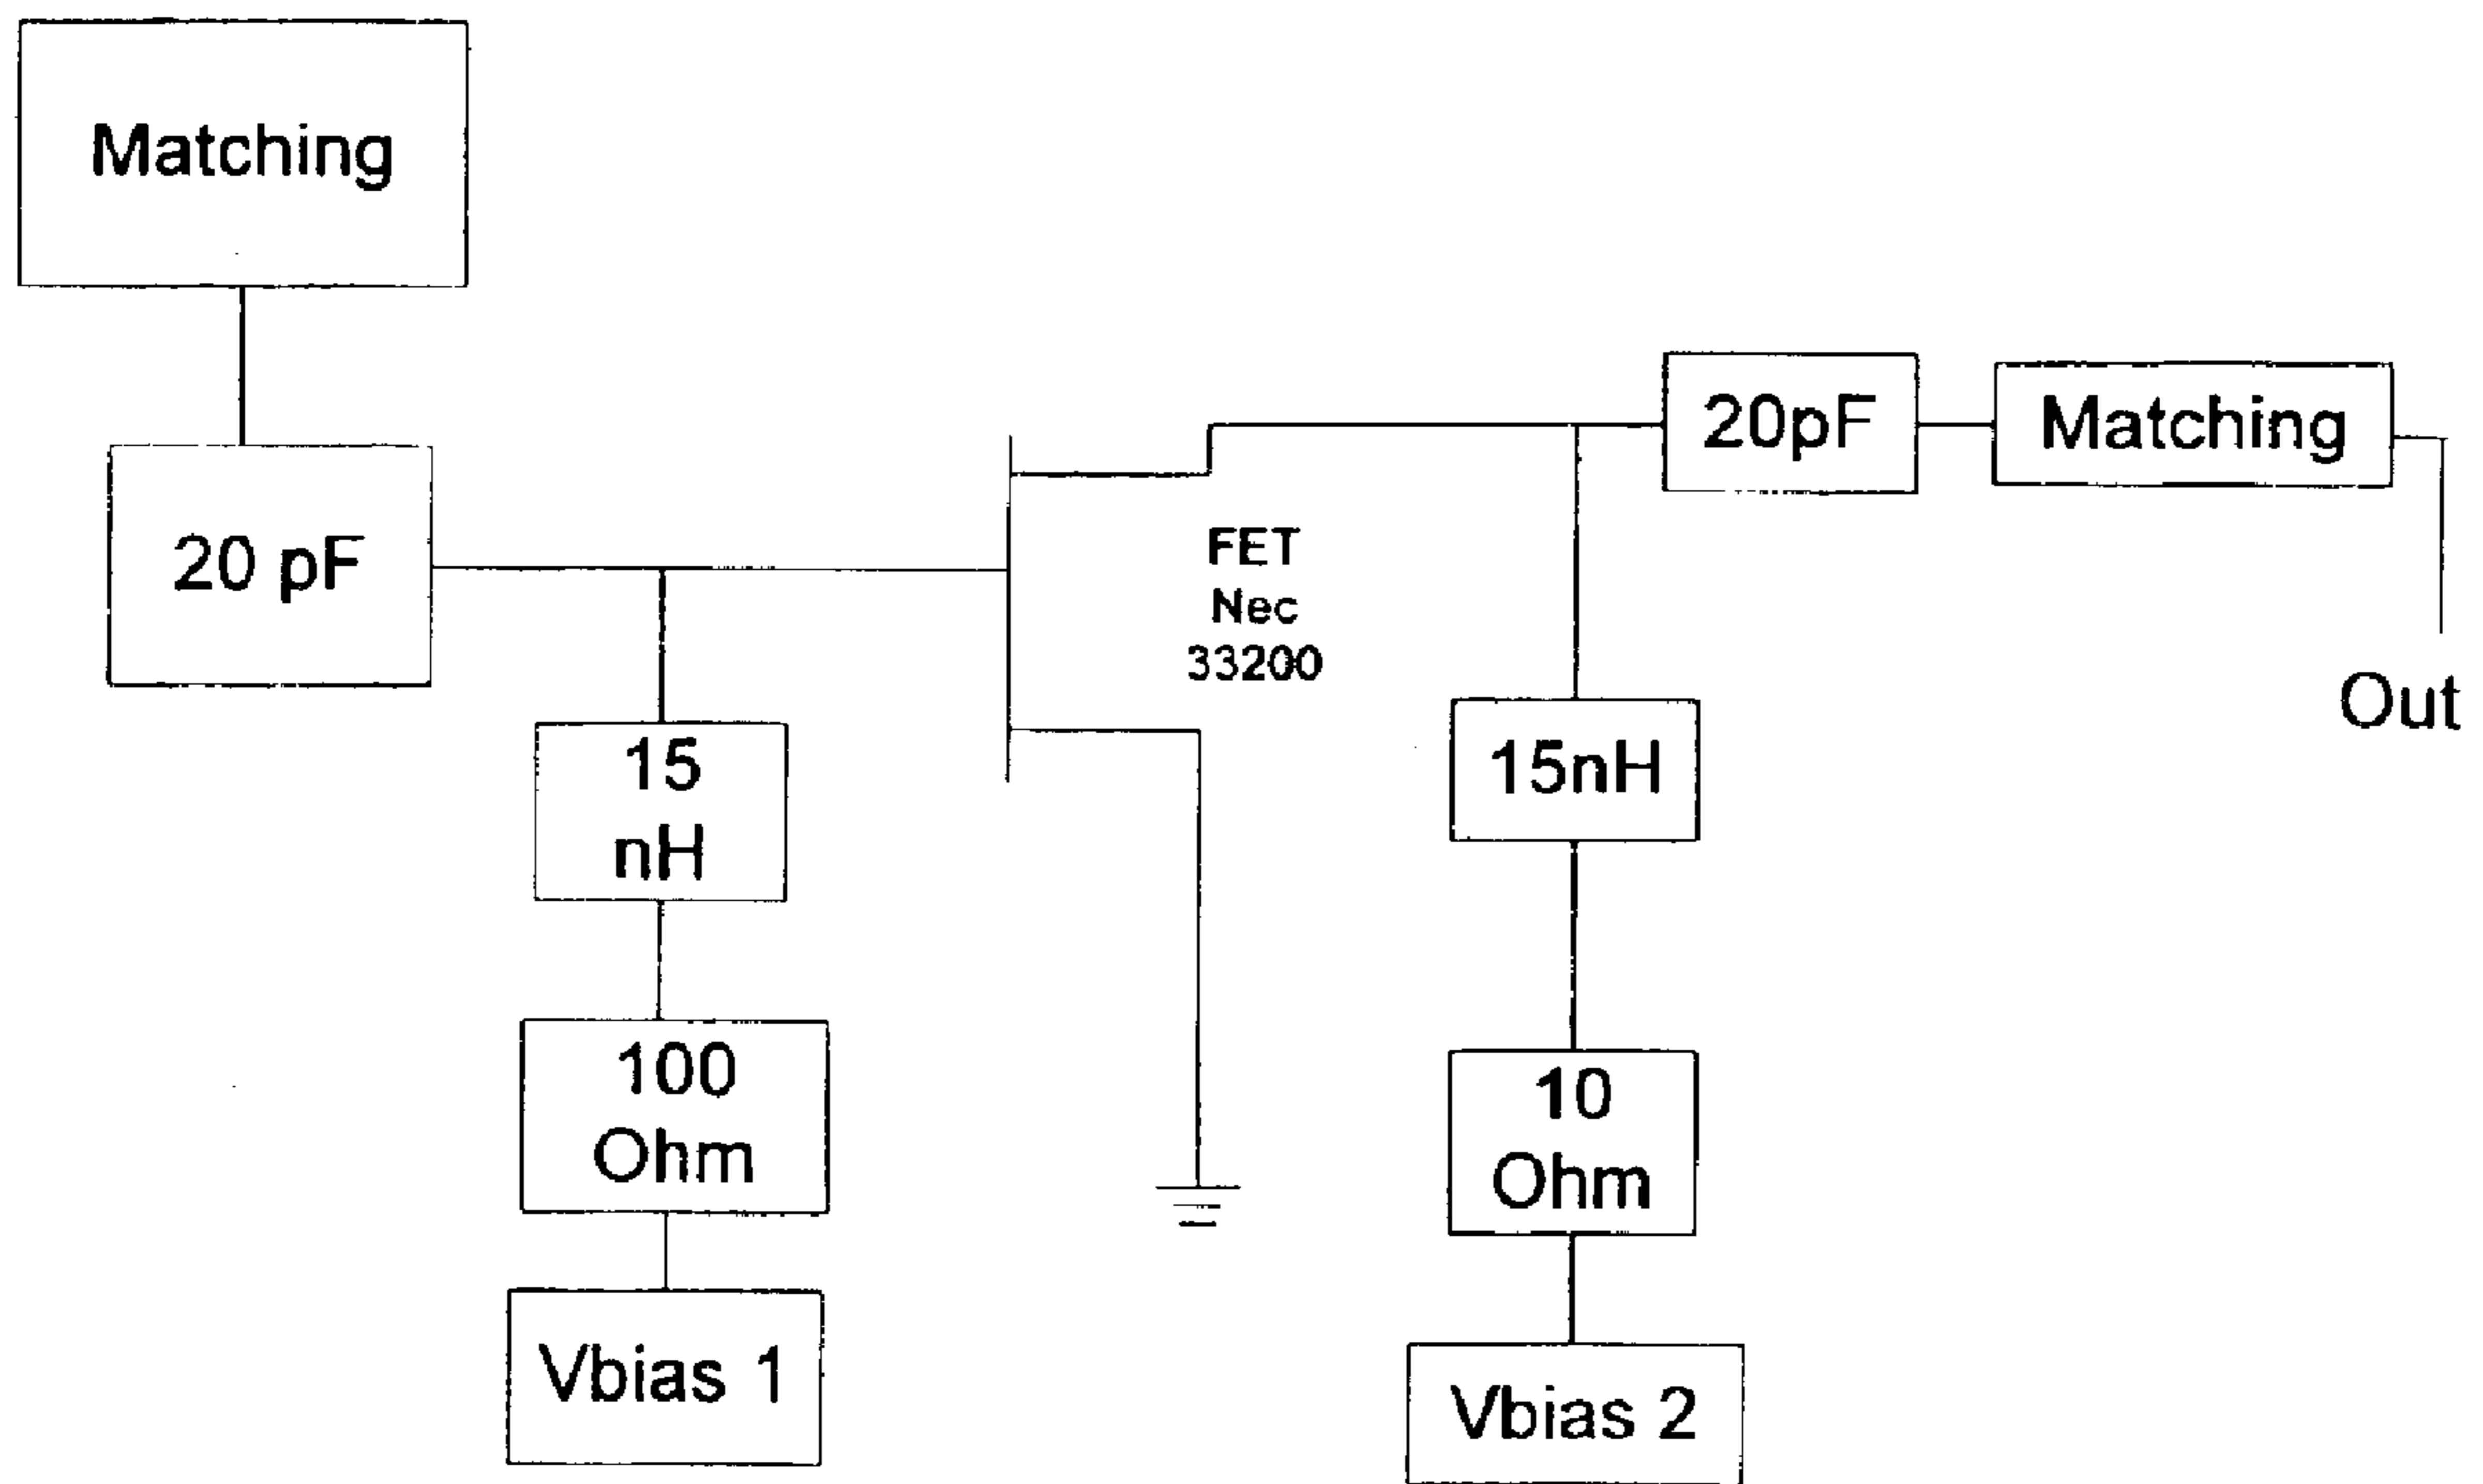 Matching
20 pF
15
nH
100
Ohm
Vbias 1
FET
Nec
33200
20pF
Matching
Out
15nH
10
Ohm
Vbias 2